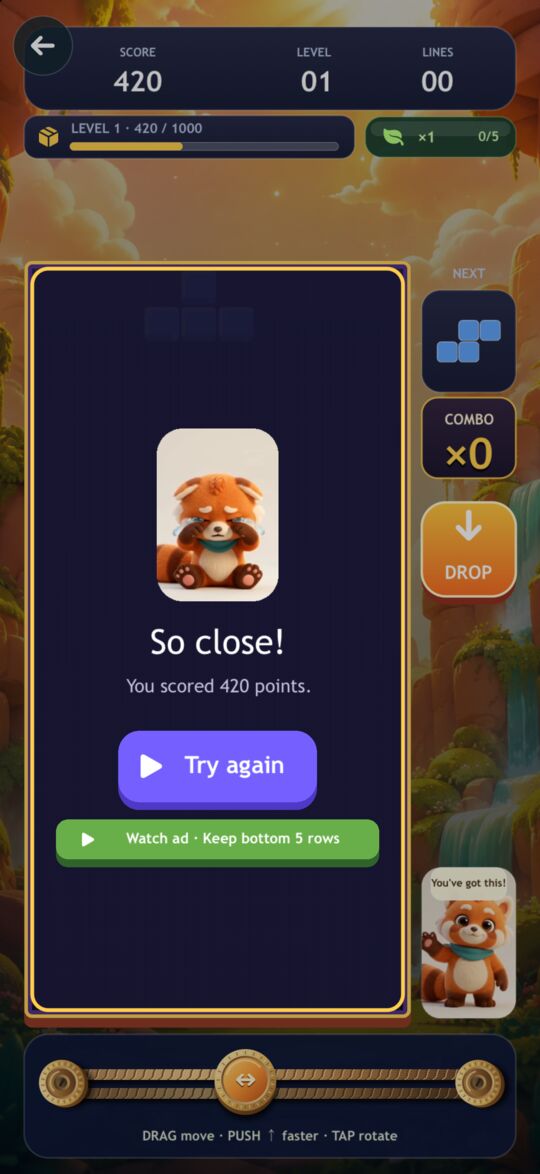 SCORE
420
LEVEL
01
LINES
00
LEVEL 1 · 420 / 1000
×1
0/5
NEXT
COMBO
×0
DROP
So close!
You scored 420 points.
Try again
Watch ad · Keep bottom 5 rows
You've got this!
DRAG move · PUSH ↑ faster · TAP rotate